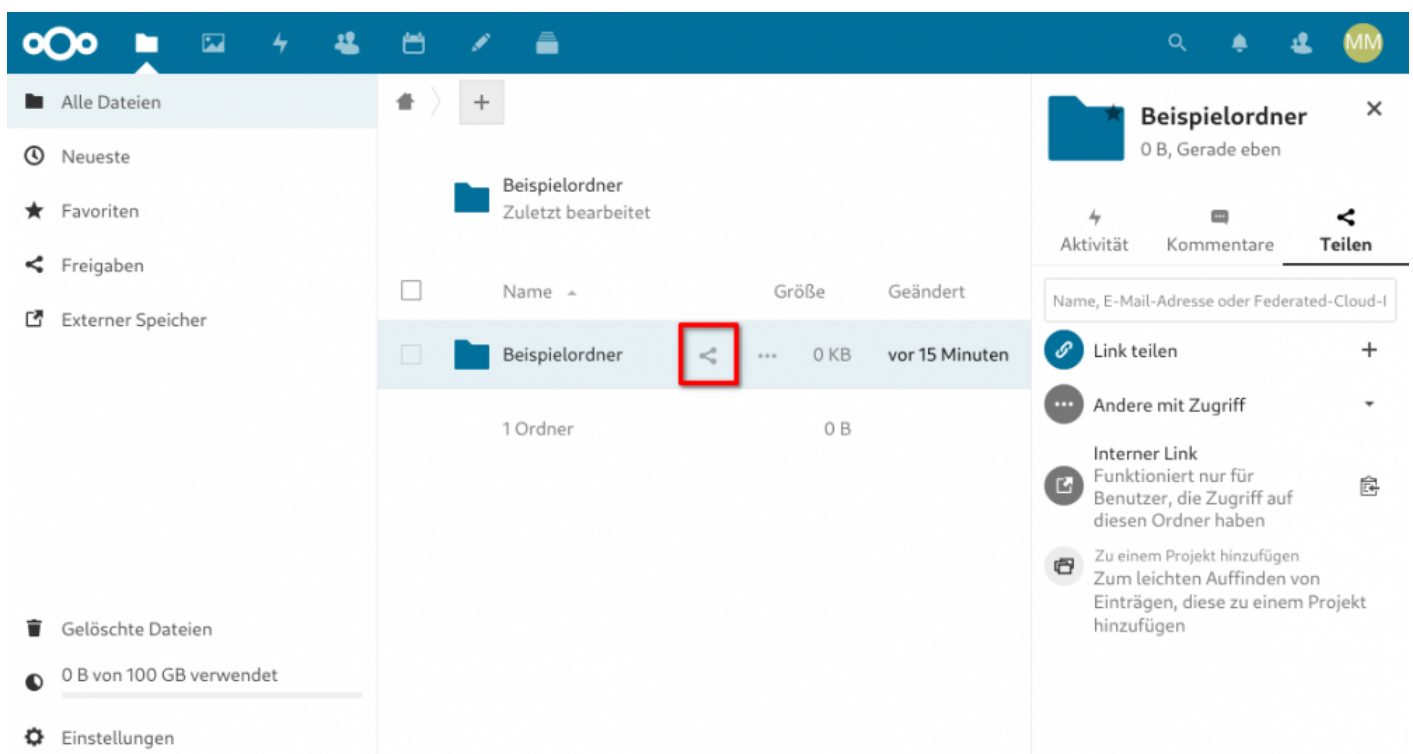 MM
Alle Dateien
Neueste
Favoriten
Freigaben
Externer Speicher
Gelöschte Dateien
0 B von 100 GB verwendet
Einstellungen
Beispielordner
Zuletzt bearbeitet
Name Größe Geändert
Beispielordner 0 KB vor 15 Minuten
1 Ordner 0 B
Beispielordner
0 B, Gerade eben
Aktivität Kommentare Teilen
Name, E-Mail-Adresse oder Federated-Cloud-I
Link teilen
Andere mit Zugriff
Interner Link
Funktioniert nur für
Benutzer, die Zugriff auf
diesen Ordner haben
Zu einem Projekt hinzufügen
Zum leichten Auffinden von
Einträgen, diese zu einem Projekt
hinzufügen